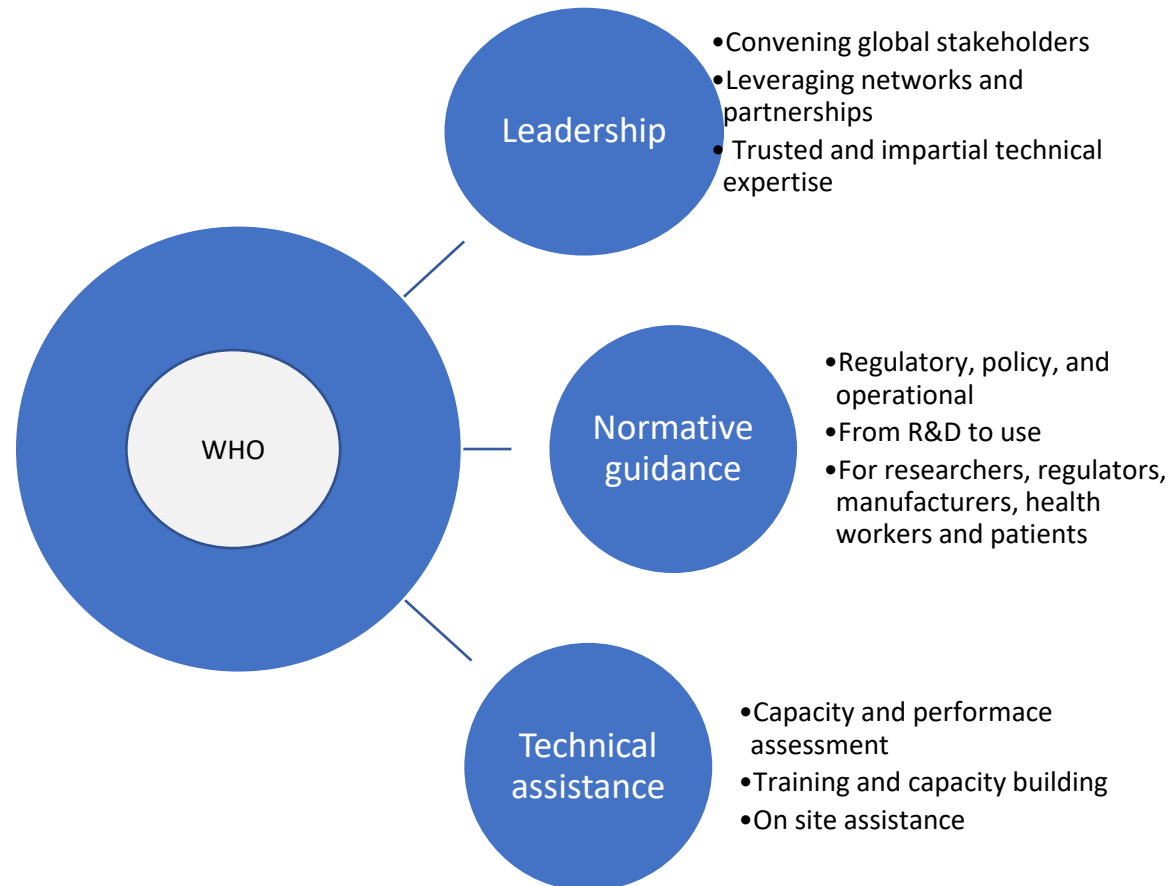 Leadership
•Convening global stakeholders
•Leveraging networks and
partnerships
• Trusted and impartial technical
expertise
WHO
Normative
guidance
•Regulatory, policy, and
operational
•From R&D to use
•For researchers, regulators,
manufacturers, health
workers and patients
Technical
assistance
•Capacity and performace
assessment
•Training and capacity building
•On site assistance